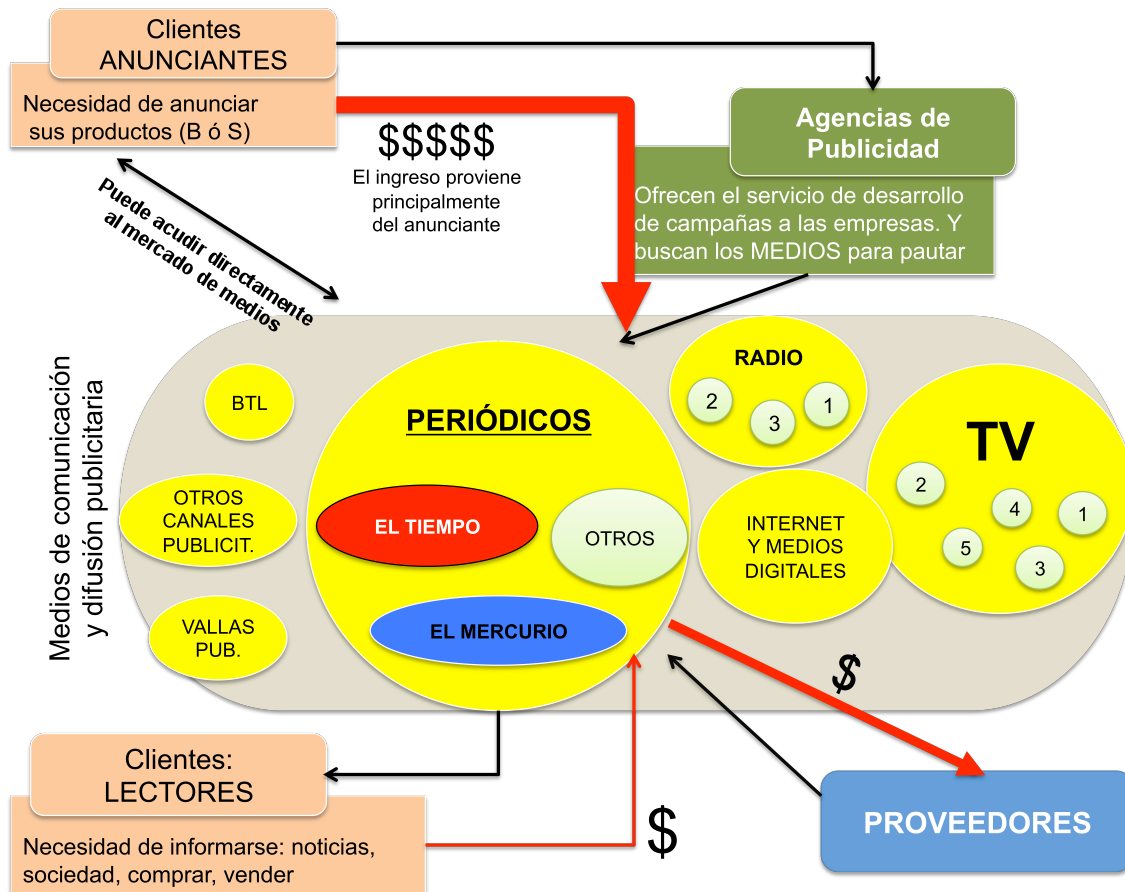 Clientes
ANUNCIANTES
Necesidad de anunciar
sus productos (B ó S)
$$$$$
El ingreso proviene
principalmente
del anunciante
Agencias de
Publicidad
Ofrecen el servicio de desarrollo
de campañas a las empresas. Y
buscan los MEDIOS para pautar
Puede acudir directamente
al mercado de medios
Medios de comunicación
y difusión publicitaria
BTL
OTROS
CANALES
PUBLICIT.
VALLAS
PUB.
PERIÓDICOS
EL TIEMPO
OTROS
EL MERCURIO
RADIO
2
3
1
INTERNET
Y MEDIOS
DIGITALES
TV
2
4
1
5
3
$
Clientes:
LECTORES
Necesidad de informarse: noticias,
sociedad, comprar, vender
$
PROVEEDORES